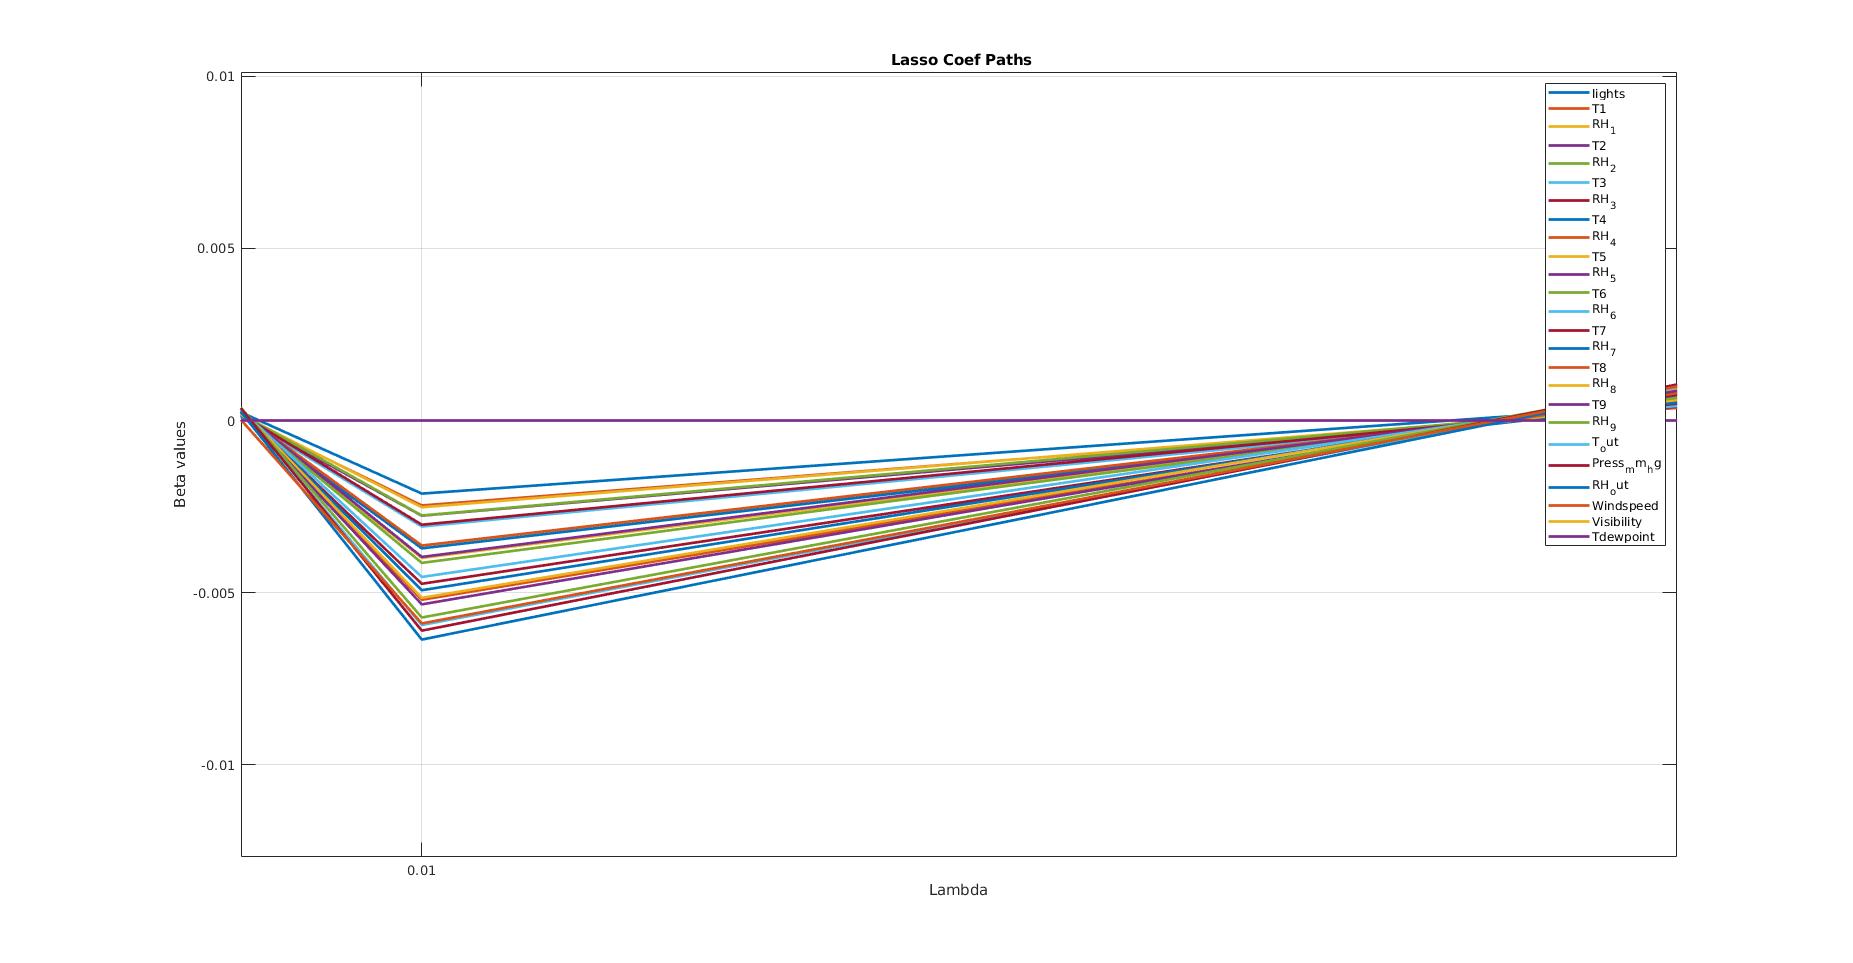 Lasso Coef Paths
0.01
0.005
0
-0.005
-0.01
Beta values
0.01
Lambda
lights
T1
RH1
T2
RH2
T3
RH3
T4
RH4
T5
RH5
T6
RH6
T7
RH7
T8
RH8
T9
RH9
Tout
Pressmmhg
RHout
Windspeed
Visibility
Tdewpoint